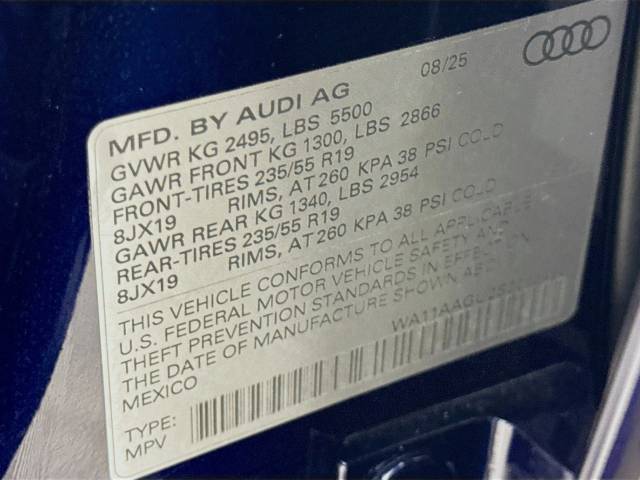 08/25
MFD. BY AUDI AG
GVWR KG 2495, LBS 5500
GAWR FRONT KG 1300, LBS 2866
FRONT-TIRES 235/55 R19
8JX19 RIMS, AT 260 KPA 38 PSI COLD
GAWR REAR KG 1340, LBS 2954
REAR-TIRES 235/55 R19
8JX19 RIMS, AT 260 KPA 38 PSI COLD
THIS VEHICLE CONFORMS TO ALL APPLICABLE
U.S. FEDERAL MOTOR VEHICLE SAFETY AND
THEFT PREVENTION STANDARDS IN EFFECT ON
THE DATE OF MANUFACTURE SHOWN ABOVE
MEXICO
TYPE:
MPV